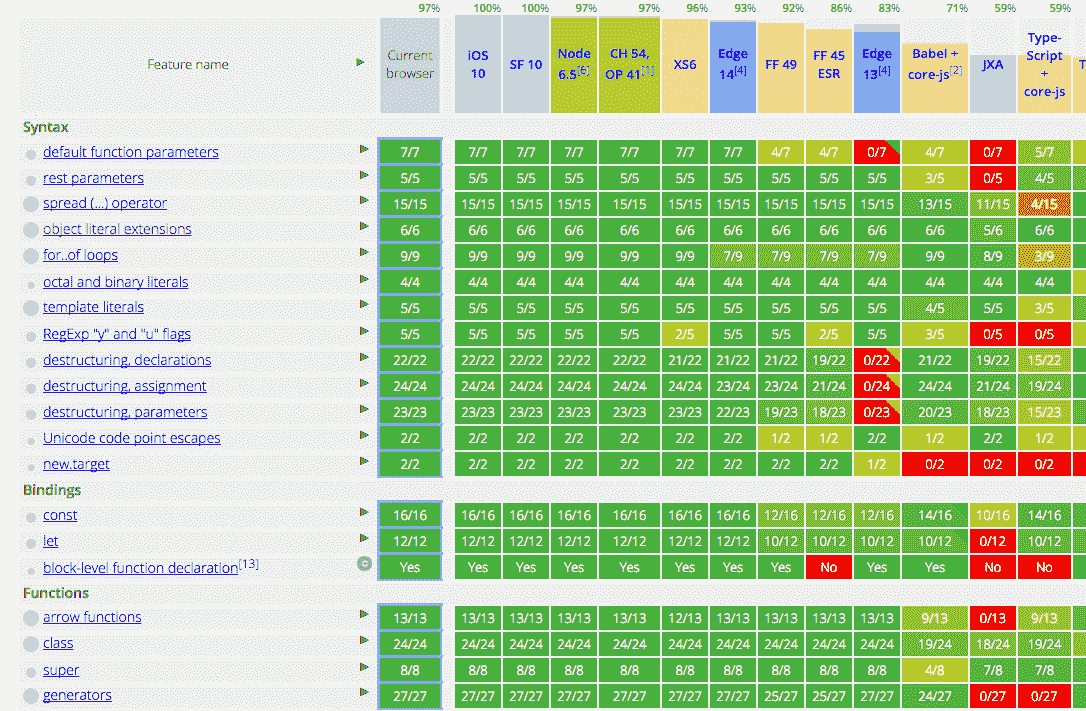 97% 100% 100% 97% 97% 96% 93% 92% 86% 83% 71% 59% 59%
Feature name Current browser iOS 10 SF 10 Node 6.5[6] CH 54, OP 41[1] XS6 Edge 14[4] FF 49 FF 45 ESR Edge 13[4] Babel + core-js[2] JXA Type-Script + core-js T
Syntax
default function parameters 7/7 7/7 7/7 7/7 7/7 7/7 7/7 4/7 4/7 0/7 4/7 0/7 5/7
rest parameters 5/5 5/5 5/5 5/5 5/5 5/5 5/5 5/5 5/5 5/5 3/5 0/5 4/5
spread (...) operator 15/15 15/15 15/15 15/15 15/15 15/15 15/15 15/15 15/15 15/15 13/15 11/15 4/15
object literal extensions 6/6 6/6 6/6 6/6 6/6 6/6 6/6 6/6 6/6 6/6 6/6 5/6 6/6
for..of loops 9/9 9/9 9/9 9/9 9/9 9/9 7/9 7/9 7/9 7/9 9/9 8/9 3/9
octal and binary literals 4/4 4/4 4/4 4/4 4/4 4/4 4/4 4/4 4/4 4/4 4/4 4/4 4/4
template literals 5/5 5/5 5/5 5/5 5/5 5/5 5/5 5/5 5/5 5/5 4/5 5/5 3/5
RegExp "y" and "u" flags 5/5 5/5 5/5 5/5 5/5 2/5 5/5 5/5 2/5 5/5 3/5 0/5 0/5
destructuring, declarations 22/22 22/22 22/22 22/22 22/22 21/22 21/22 21/22 19/22 0/22 21/22 19/22 15/22
destructuring, assignment 24/24 24/24 24/24 24/24 24/24 24/24 23/24 23/24 21/24 0/24 24/24 21/24 19/24
destructuring, parameters 23/23 23/23 23/23 23/23 23/23 23/23 22/23 19/23 18/23 0/23 20/23 18/23 15/23
Unicode code point escapes 2/2 2/2 2/2 2/2 2/2 2/2 2/2 1/2 1/2 2/2 1/2 2/2 1/2
new.target 2/2 2/2 2/2 2/2 2/2 2/2 2/2 2/2 2/2 1/2 0/2 0/2 0/2
Bindings
const 16/16 16/16 16/16 16/16 16/16 16/16 16/16 12/16 12/16 12/16 14/16 10/16 14/16
let 12/12 12/12 12/12 12/12 12/12 12/12 12/12 10/12 10/12 10/12 10/12 0/12 10/12
block-level function declaration[13] Yes Yes Yes Yes Yes Yes Yes Yes No Yes Yes No No
Functions
arrow functions 13/13 13/13 13/13 13/13 13/13 12/13 13/13 13/13 13/13 13/13 9/13 0/13 9/13
class 24/24 24/24 24/24 24/24 24/24 24/24 24/24 24/24 24/24 24/24 19/24 18/24 19/24
super 8/8 8/8 8/8 8/8 8/8 8/8 8/8 8/8 8/8 8/8 4/8 7/8 7/8
generators 27/27 27/27 27/27 27/27 27/27 27/27 27/27 25/27 25/27 27/27 24/27 0/27 0/27